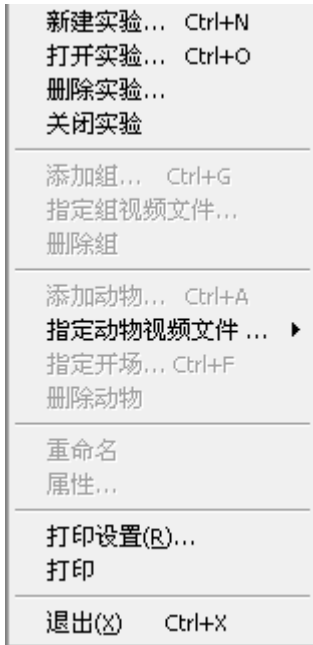 新建实验... Ctrl+N
打开实验... Ctrl+O
删除实验...
关闭实验
添加组... Ctrl+G
指定组视频文件...
删除组
添加动物... Ctrl+A
指定动物视频文件 ...
指定开场... Ctrl+F
删除动物
重命名
属性...
打印设置(R)...
打印
退出(X) Ctrl+X